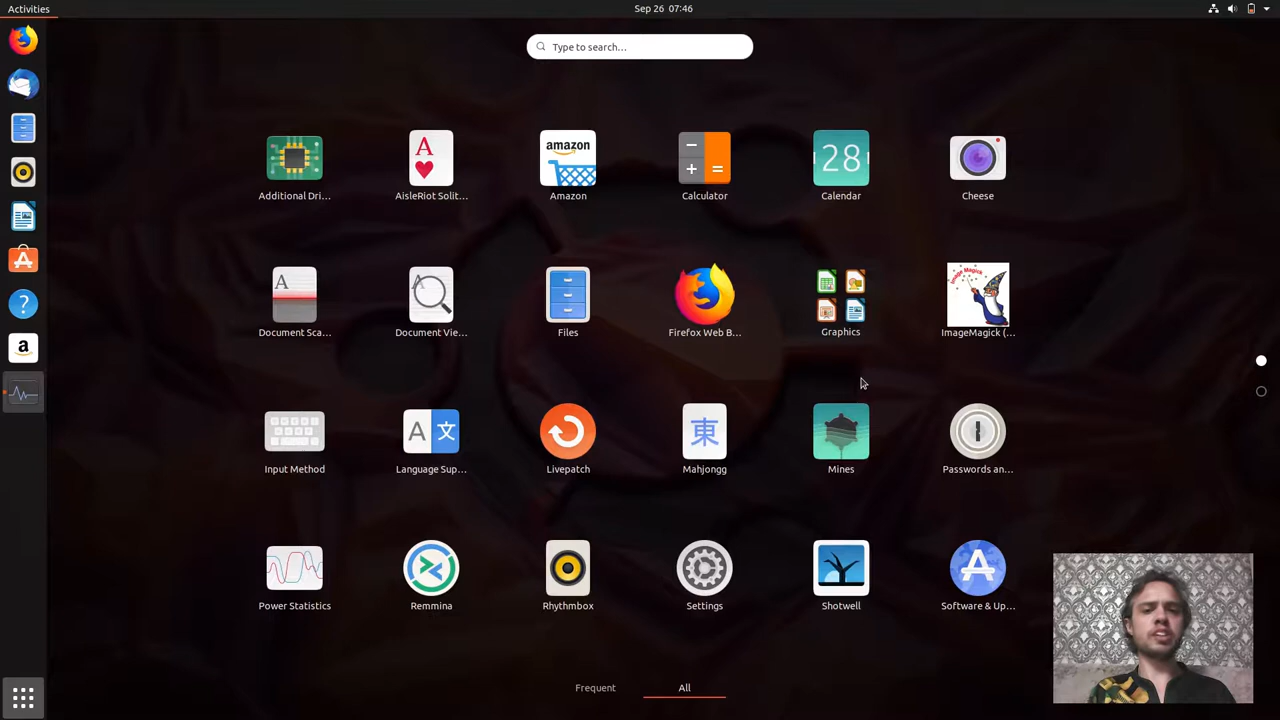 Activities
Sep 26 07:46
Type to search...
Additional Dri...
A
AisleRiot Solit...
amazon
Amazon
Calculator
28
Calendar
Cheese
A
Document Sca...
A
Document Vie...
Files
Firefox Web B...
Graphics
Image Magick
ImageMagick (...
Input Method
A 文
Language Sup...
Livepatch
東
Mahjongg
Mines
Passwords an...
Power Statistics
Remmina
Rhythmbox
Settings
Shotwell
Software & Up...
?
a
Frequent
All